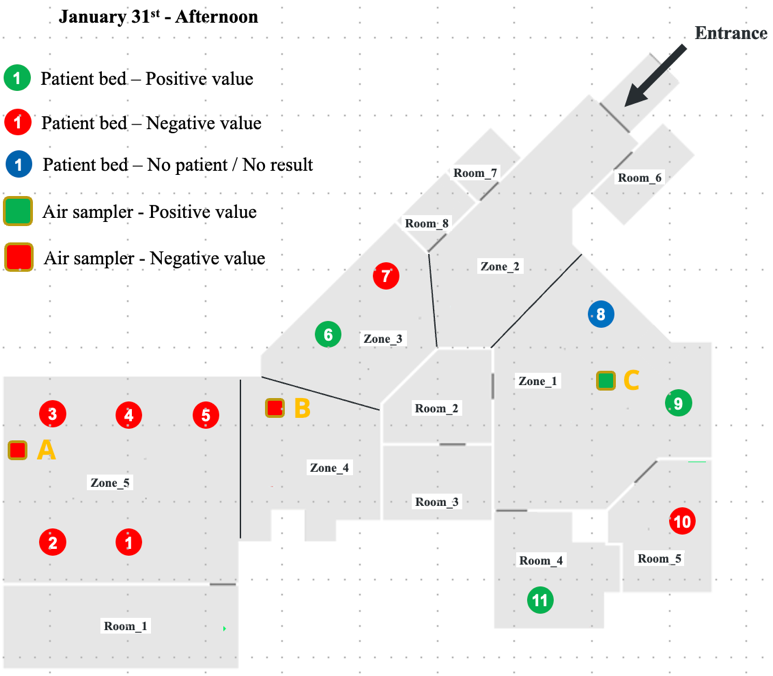 January 31st - Afternoon
Entrance
1 Patient bed – Positive value
1 Patient bed – Negative value
1 Patient bed – No patient / No result
Air sampler - Positive value
Air sampler - Negative value
Room_7
Room_6
Room_8
Zone_2
7
8
6
Zone_3
Zone_1
C
9
3
4
5
B
Room_2
A
Zone_5
Zone_4
Room_3
2
1
10
Room_4
Room_5
11
Room_1